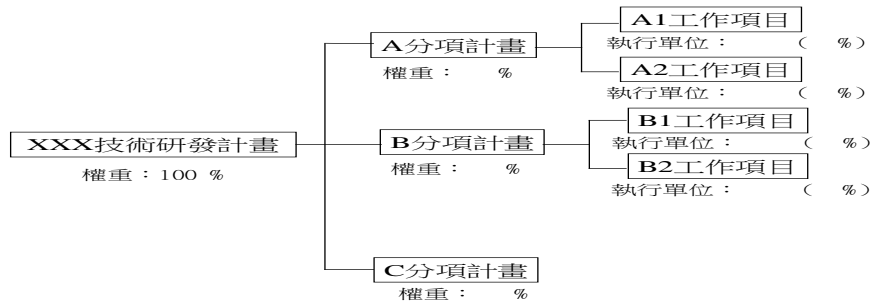 A1工作項目
執行單位：　　（　%）
A分項計畫
權重：　%
A2工作項目
執行單位：　　（　%）
B1工作項目
執行單位：　　（　%）
XXX技術研發計畫
權重：100 %
B分項計畫
權重：　%
B2工作項目
執行單位：　　（　%）
C分項計畫
權重：　%